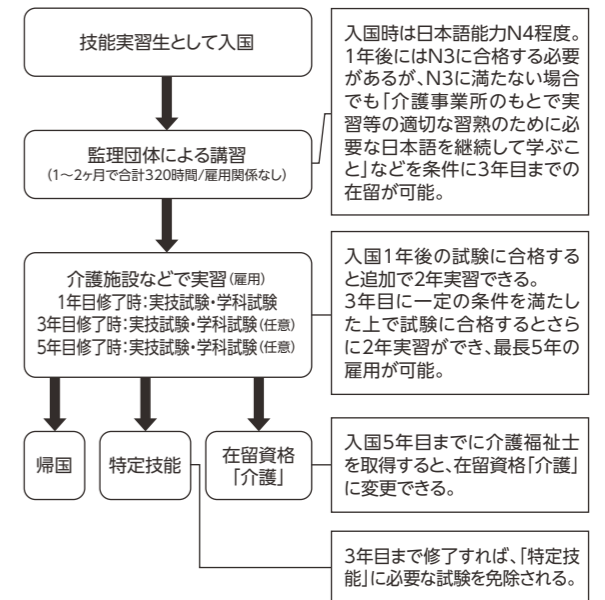 技能実習生として入国
入国時は日本語能力N4程度。
1年後にはN3に合格する必要
があるが、N3に満たない場合
でも「介護事業所のもとで実
習等の適切な習熟のために必
要な日本語を継続して学ぶこ
と」などを条件に3年目までの
在留が可能。
監理団体による講習
(1〜2ヶ月で合計320時間/雇用関係なし)
介護施設などで実習(雇用)
1年目修了時:実技試験・学科試験
3年目修了時:実技試験・学科試験(任意)
5年目修了時:実技試験・学科試験(任意)
入国1年後の試験に合格する
と追加で2年実習できる。
3年目に一定の条件を満たし
た上で試験に合格するとさら
に2年実習ができ、最長5年の
雇用が可能。
帰国
特定技能
在留資格
「介護」
入国5年目までに介護福祉士
を取得すると、在留資格「介護」
に変更できる。
3年目まで修了すれば、「特定技
能」に必要な試験を免除される。